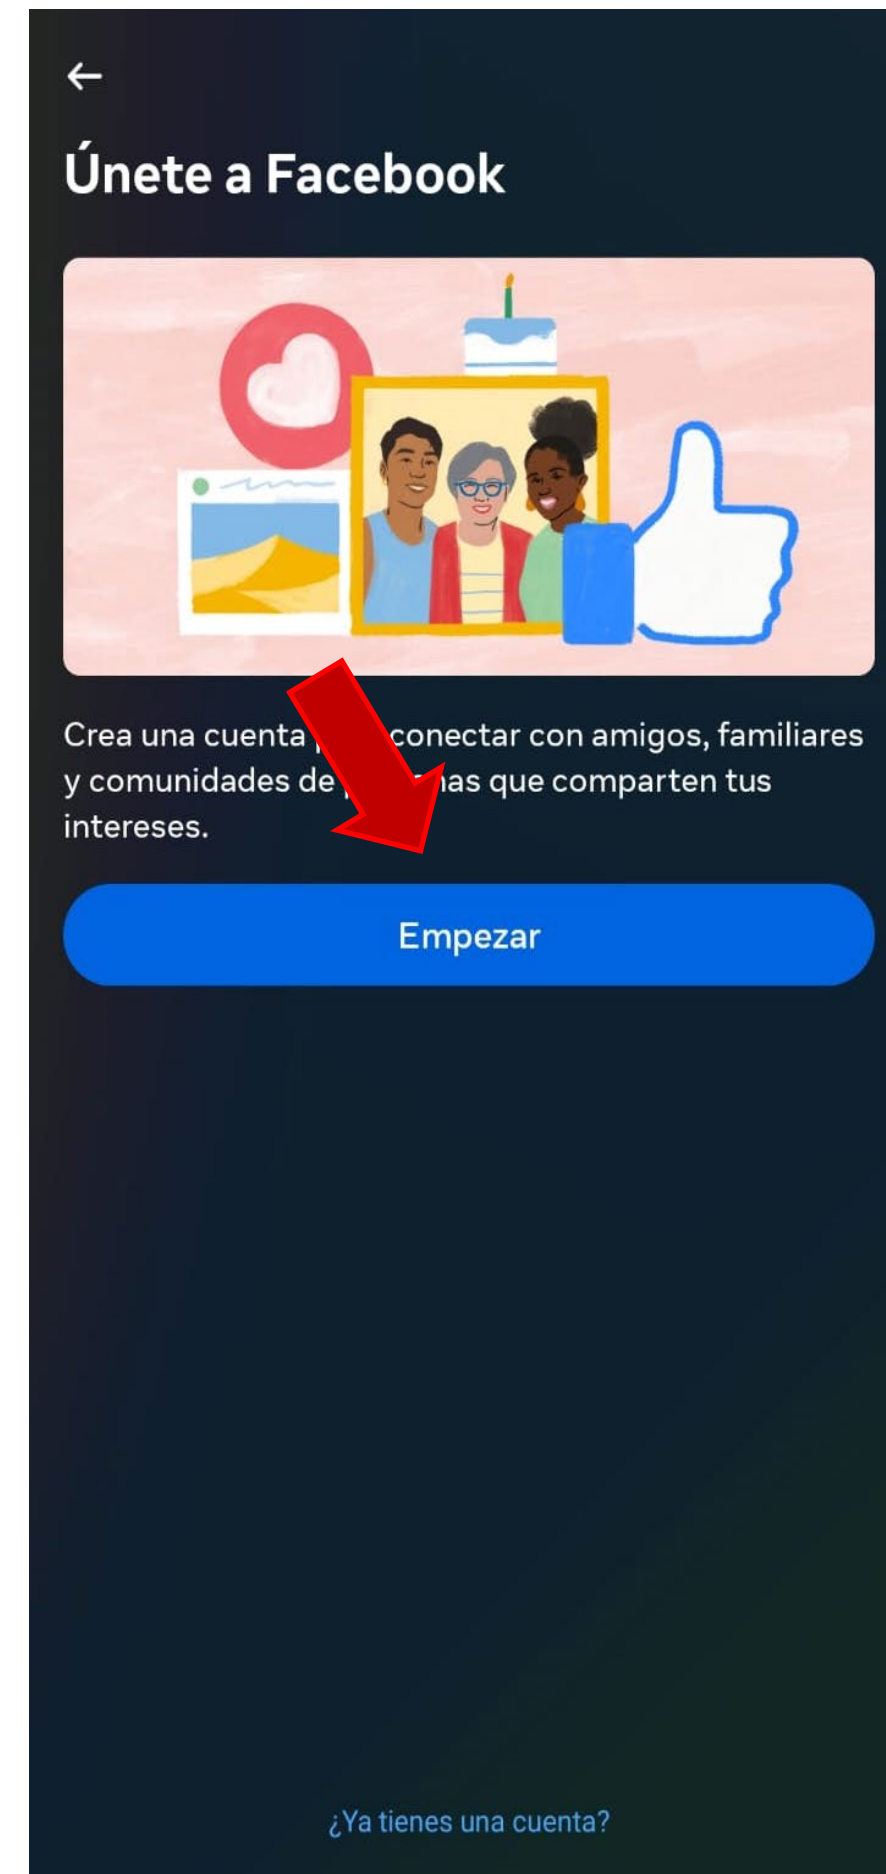 Únete a Facebook
Crea una cuenta conectar con amigos, familiares
y comunidades de que comparten tus
intereses.
Empezar
¿Ya tienes una cuenta?